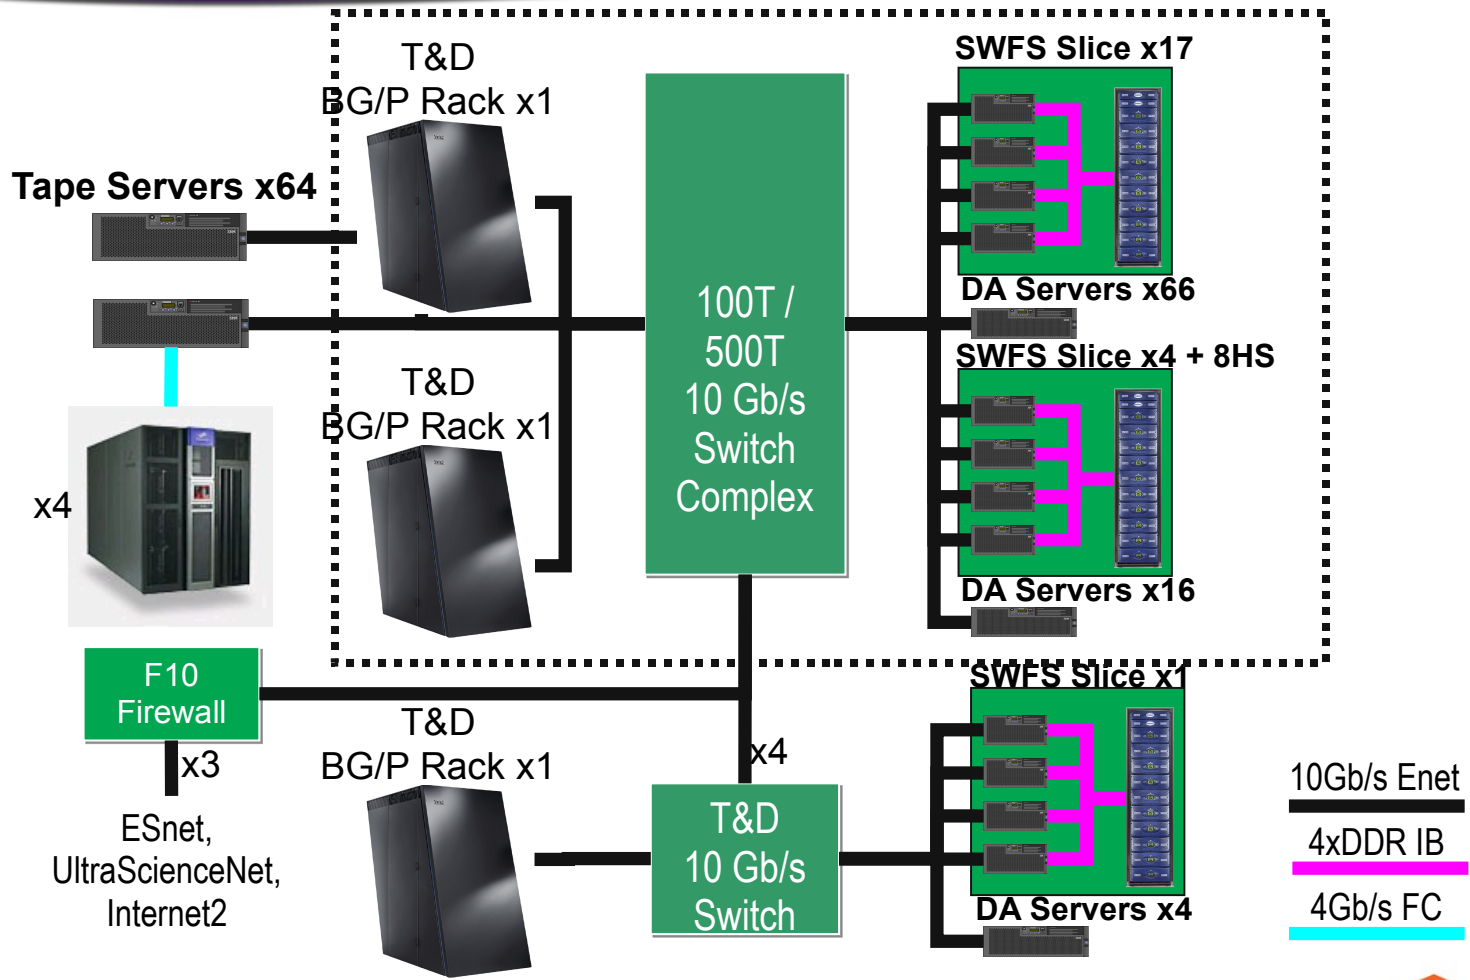 T&D
BG/P Rack x1
SWFS Slice x17
Tape Servers x64
DA Servers x66
100T /
500T
10 Gb/s
Switch
Complex
SWFS Slice x4 + 8HS
T&D
BG/P Rack x1
x4
DA Servers x16
F10
Firewall
SWFS Slice x1
x3
T&D
BG/P Rack x1
x4
ESnet,
UltraScienceNet,
Internet2
T&D
10 Gb/s
Switch
DA Servers x4
10Gb/s Enet
4xDDR IB
4Gb/s FC